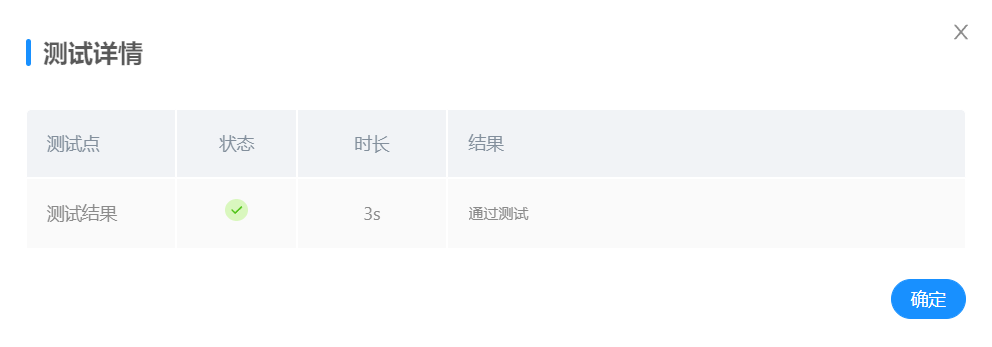 测试详情
测试点 状态 时长 结果
测试结果 3s 通过测试
确定